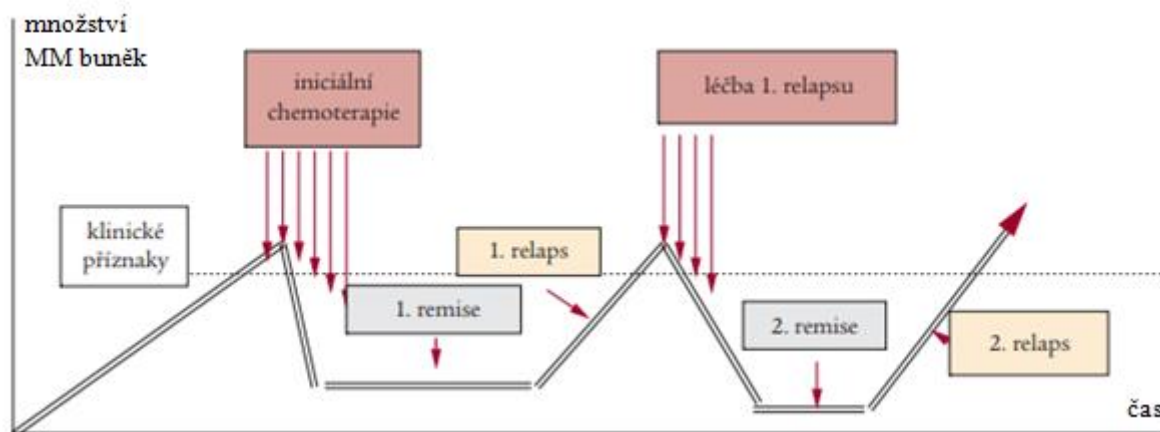 množství
MM buněk
iniciální
chemoterapie
léčba 1. relapsu
klinické
příznaky
1. relaps
1. remise
2. remise
2. relaps
čas